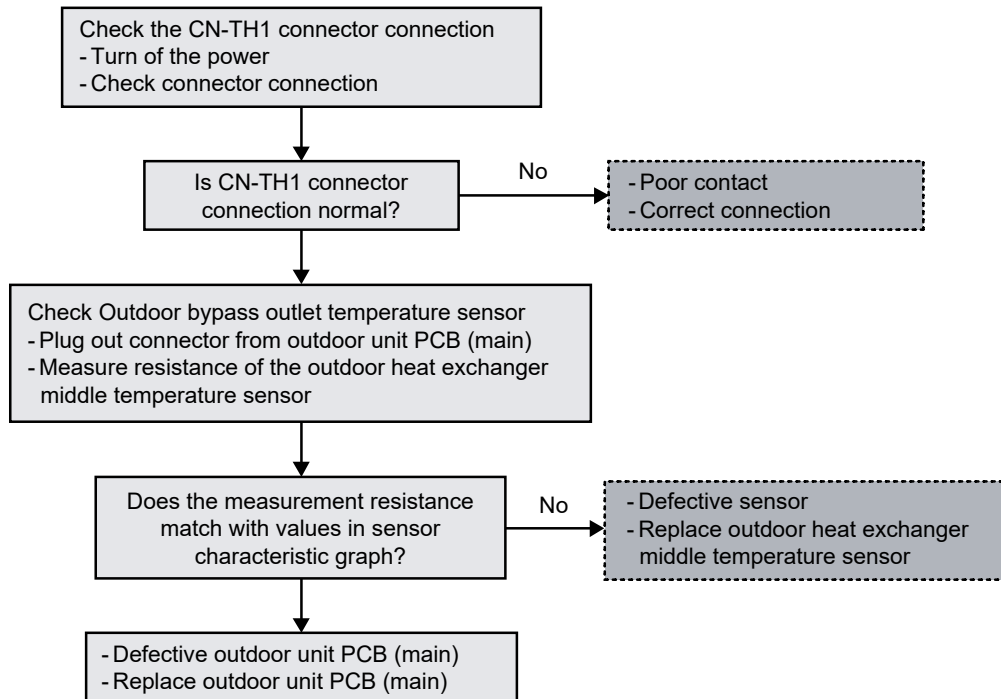 Check the CN-TH1 connector connection
- Turn of the power
- Check connector connection
Is CN-TH1 connector
connection normal?
No
- Poor contact
- Correct connection
Check Outdoor bypass outlet temperature sensor
- Plug out connector from outdoor unit PCB (main)
- Measure resistance of the outdoor heat exchanger
middle temperature sensor
Does the measurement resistance
match with values in sensor
characteristic graph?
No
- Defective sensor
- Replace outdoor heat exchanger
middle temperature sensor
- Defective outdoor unit PCB (main)
- Replace outdoor unit PCB (main)